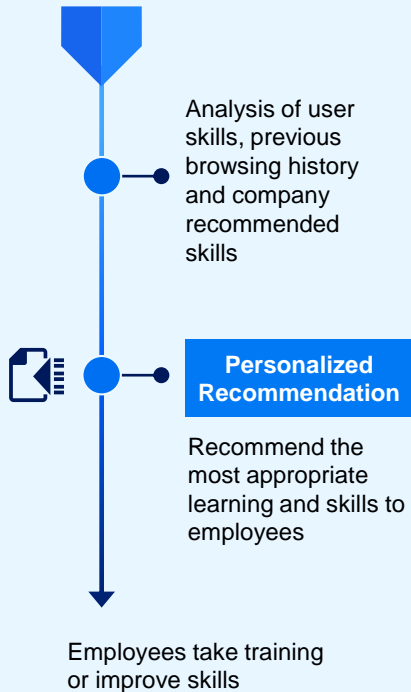 Analysis of user
skills, previous
browsing history
and company
recommended
skills
Personalized
Recommendation
Recommend the
most appropriate
learning and skills to
employees
Employees take training
or improve skills